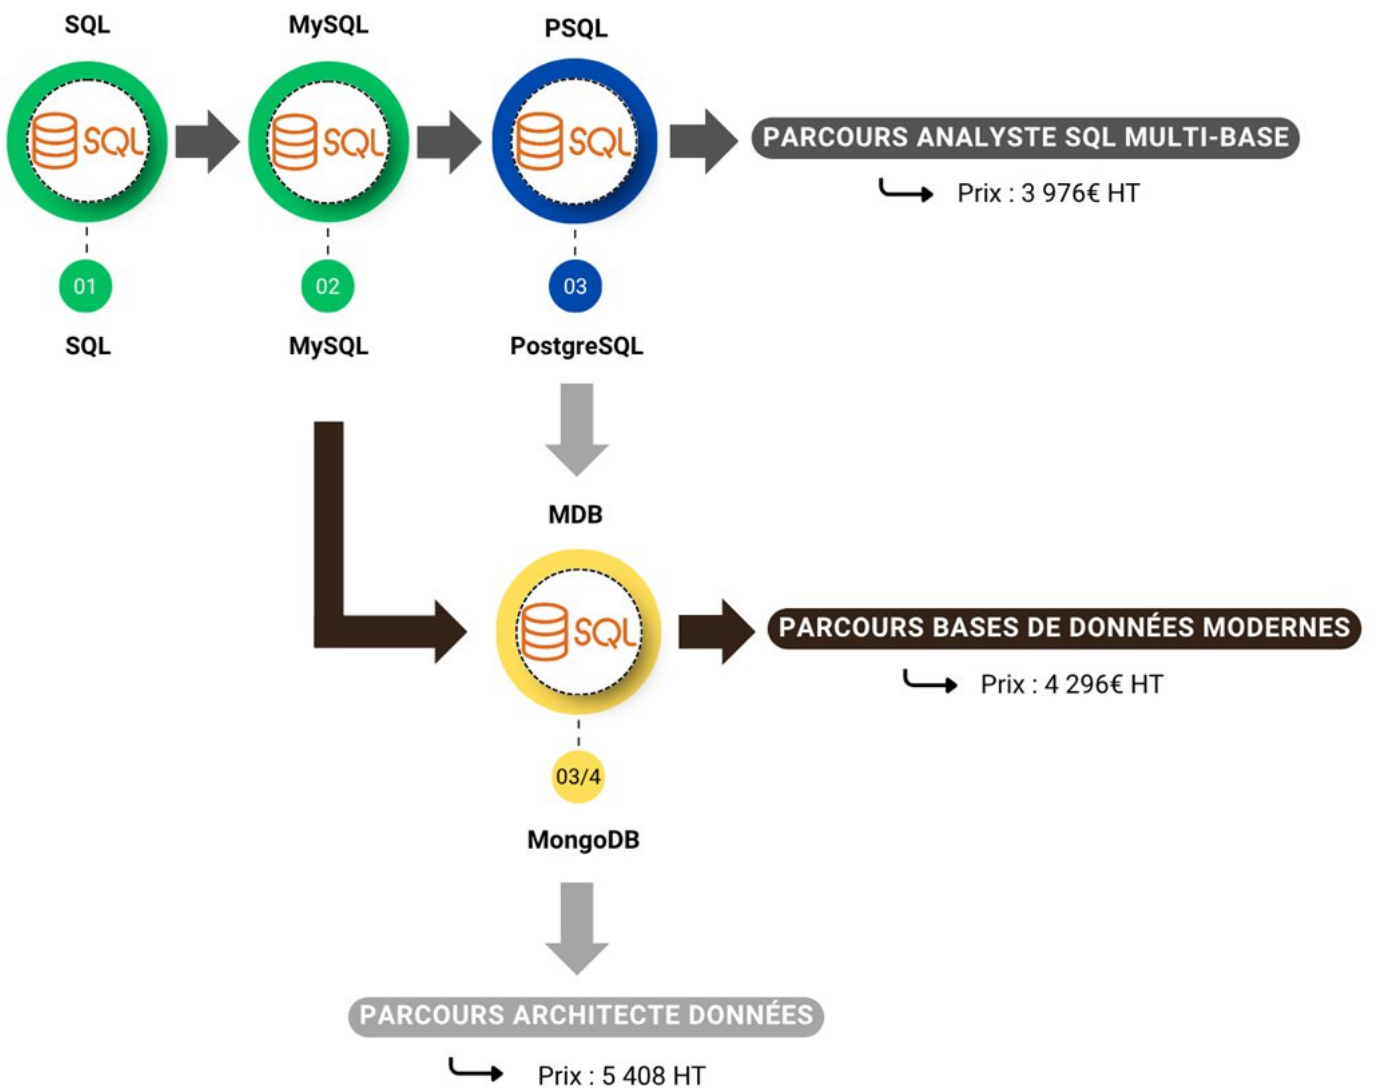 SQL
MySQL
PSQL
SQL
SQL
SQL
PARCOURS ANALYSTE SQL MULTI-BASE
Prix : 3 976€ HT
01
02
03
SQL
MySQL
PostgreSQL
MDB
SQL
PARCOURS BASES DE DONNÉES MODERNES
Prix : 4 296€ HT
03/4
MongoDB
PARCOURS ARCHITECTE DONNÉES
Prix : 5 408 HT